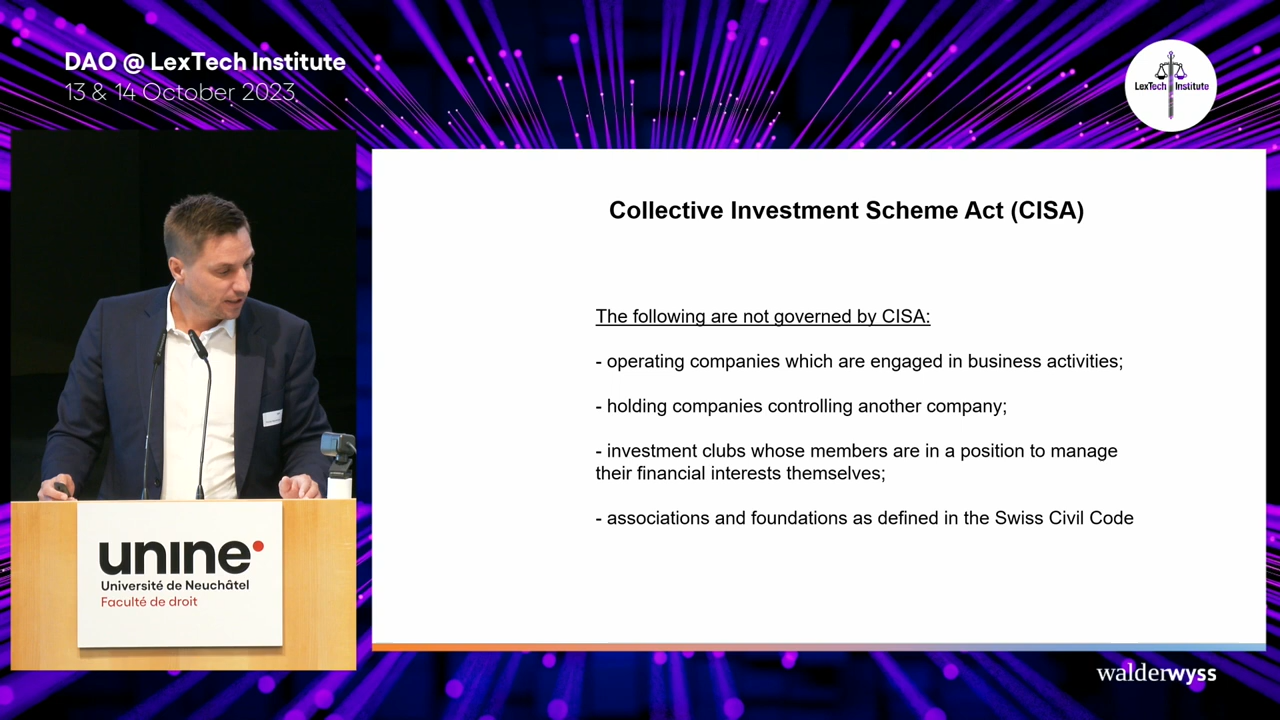 DAO @ LexTech Institute
13 & 14 October 2023
LexTech Institute
Collective Investment Scheme Act (CISA)
The following are not governed by CISA:
- operating companies which are engaged in business activities;
- holding companies controlling another company;
- investment clubs whose members are in a position to manage
their financial interests themselves;
- associations and foundations as defined in the Swiss Civil Code
unine
Université de Neuchâtel
Faculté de droit
walderwyss